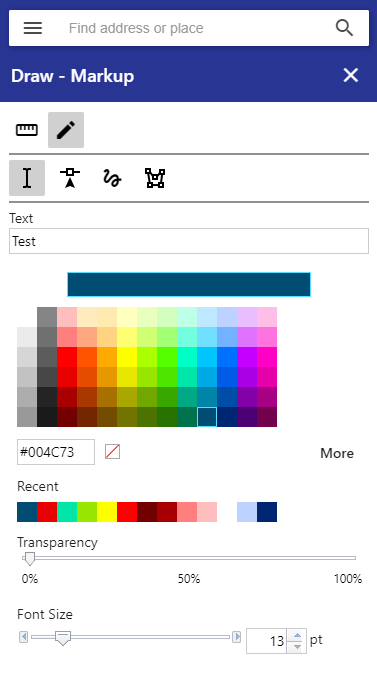 Find address or place
Draw - Markup
Text
Test
#004C73
More
Recent
Transparency
0% 50% 100%
Font Size
13 pt